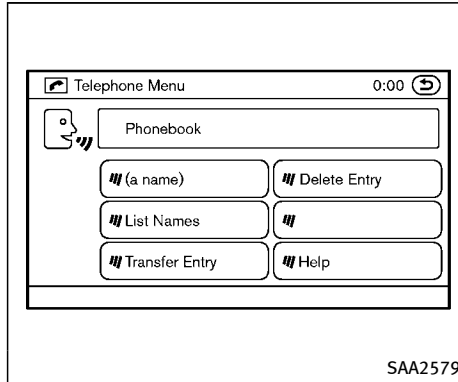 Telephone Menu 0:00
Phonebook
(a name) Delete Entry
List Names
Transfer Entry Help
SAA2579